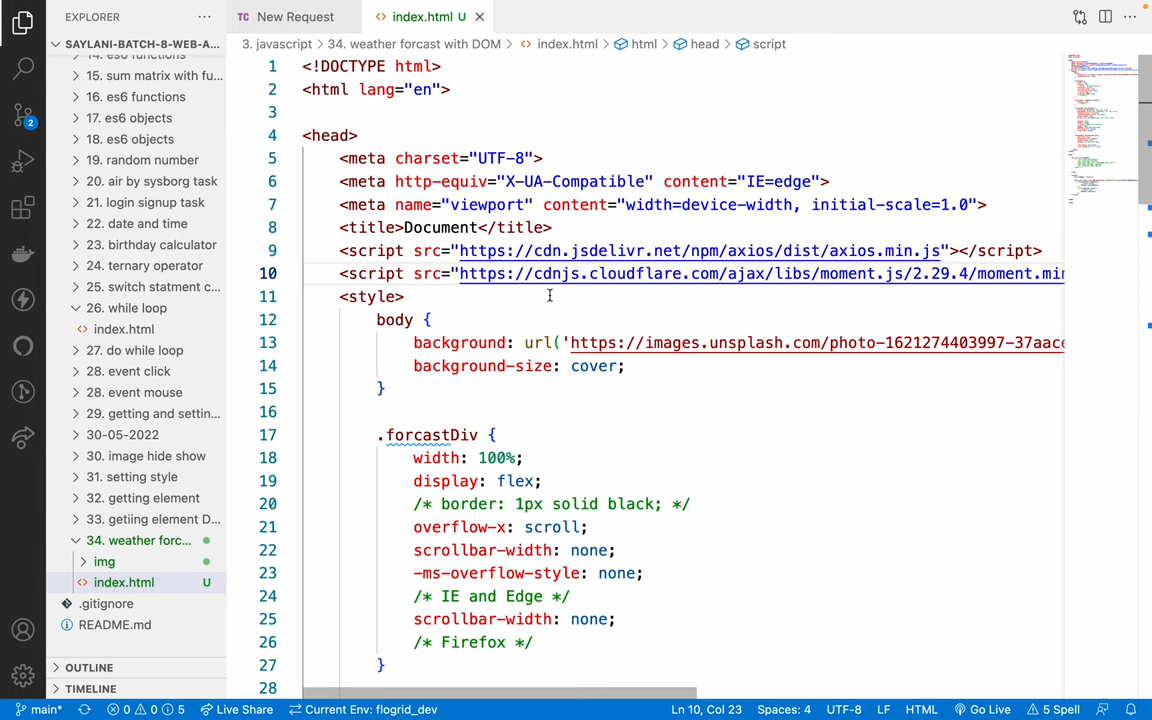 EXPLORER
TC New Request
<> index.html U
SAYLANI-BATCH-8-WEB-A...
3. javascript > 34. weather forcast with DOM > index.html > html > head > script
14. es6 functions
15. sum matrix with fu...
16. es6 functions
17. es6 objects
18. es6 objects
19. random number
20. air by sysborg task
21. login signup task
22. date and time
23. birthday calculator
24. ternary operator
25. switch statment c...
26. while loop
<> index.html
27. do while loop
28. event click
28. event mouse
29. getting and settin...
30-05-2022
30. image hide show
31. setting style
32. getting element
33. getiing element D...
34. weather forc...
img
<> index.html U
.gitignore
README.md
OUTLINE
TIMELINE
2
1 <!DOCTYPE html>
2 <html lang="en">
3
4 <head>
5 <meta charset="UTF-8">
6 <meta http-equiv="X-UA-Compatible" content="IE=edge">
7 <meta name="viewport" content="width=device-width, initial-scale=1.0">
8 <title>Document</title>
9 <script src="https://cdn.jsdelivr.net/npm/axios/dist/axios.min.js"></script>
10 <script src="https://cdnjs.cloudflare.com/ajax/libs/moment.js/2.29.4/moment.min
11 <style>
12 body {
13 background: url('https://images.unsplash.com/photo-1621274403997-37aace
14 background-size: cover;
15 }
16
17 .forcastDiv {
18 width: 100%;
19 display: flex;
20 /* border: 1px solid black; */
21 overflow-x: scroll;
22 scrollbar-width: none;
23 -ms-overflow-style: none;
24 /* IE and Edge */
25 scrollbar-width: none;
26 /* Firefox */
27 }
28
main* 0 0 5 Live Share Current Env: flogrid_dev Ln 10, Col 23 Spaces: 4 UTF-8 LF HTML Go Live 5 Spell